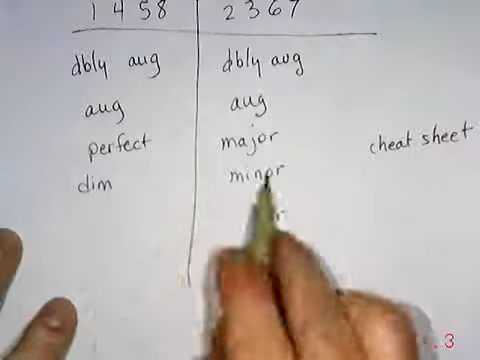 1 4 5 8 2 3 6 7
dbly aug dbly aug
aug aug
perfect major
dim minor
cheat sheet
. 3